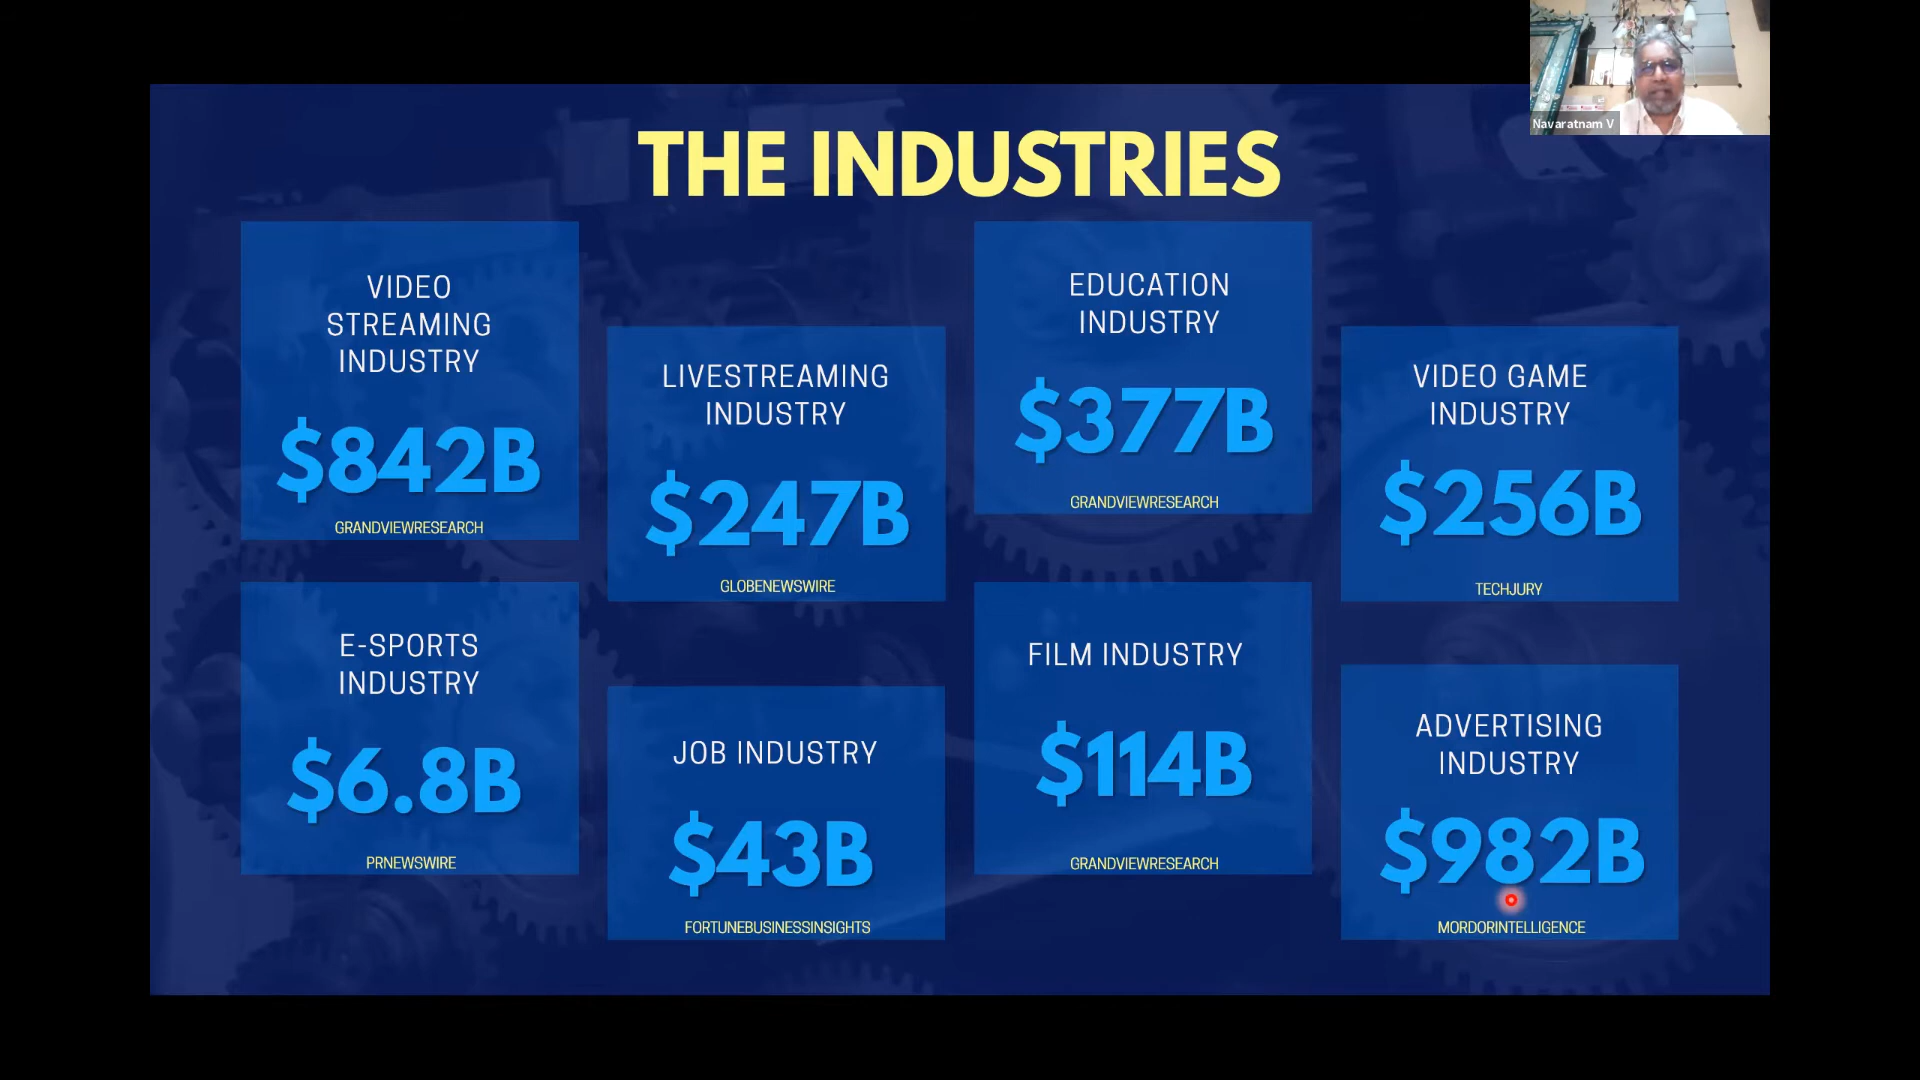 Navaratnam V
THE INDUSTRIES
VIDEO
STREAMING
INDUSTRY
$842B
GRANDVIEWRESEARCH
LIVESTREAMING
INDUSTRY
$247B
GLOBENEWSWIRE
EDUCATION
INDUSTRY
$377B
GRANDVIEWRESEARCH
VIDEO GAME
INDUSTRY
$256B
TECHJURY
E-SPORTS
INDUSTRY
$6.8B
PRNEWSWIRE
JOB INDUSTRY
$43B
FORTUNEBUSINESSINSIGHTS
FILM INDUSTRY
$114B
GRANDVIEWRESEARCH
ADVERTISING
INDUSTRY
$982B
MORDORINTELLIGENCE